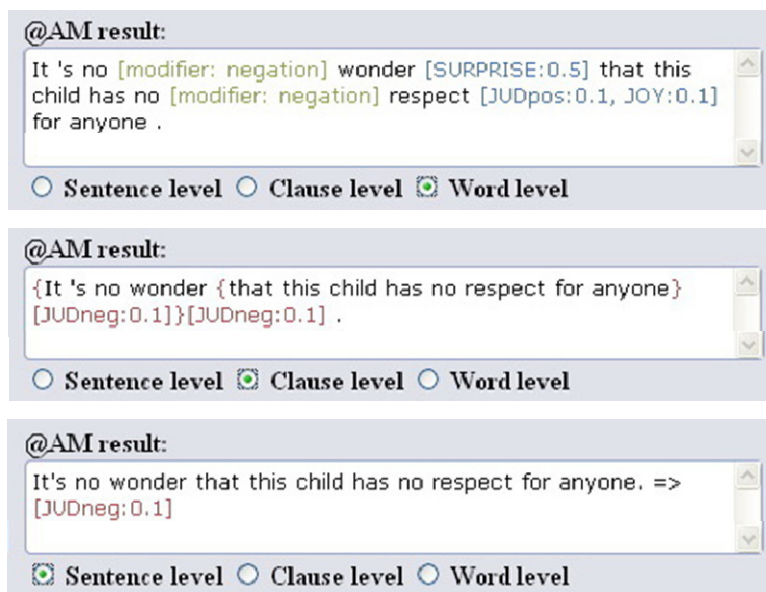 @AM result:
It 's no [modifier: negation] wonder [SURPRISE:0.5] that this
child has no [modifier: negation] respect [JUDpos:0.1, JOY:0.1]
for anyone .
Sentence level Clause level Word level
@AM result:
{It 's no wonder {that this child has no respect for anyone}
[JUDneg:0.1]}[JUDneg:0.1] .
Sentence level Clause level Word level
@AM result:
It's no wonder that this child has no respect for anyone. =>
[JUDneg:0.1]
Sentence level Clause level Word level